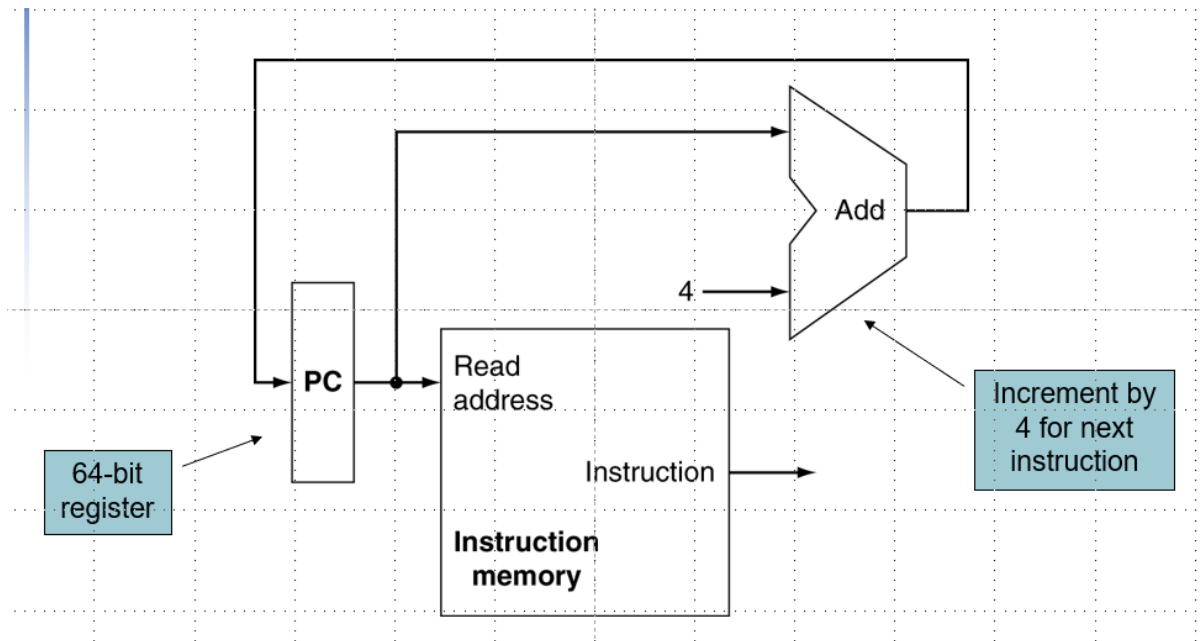 Add
4
PC
Read
address
Increment by
4 for next
instruction
64-bit
register
Instruction
Instruction
memory